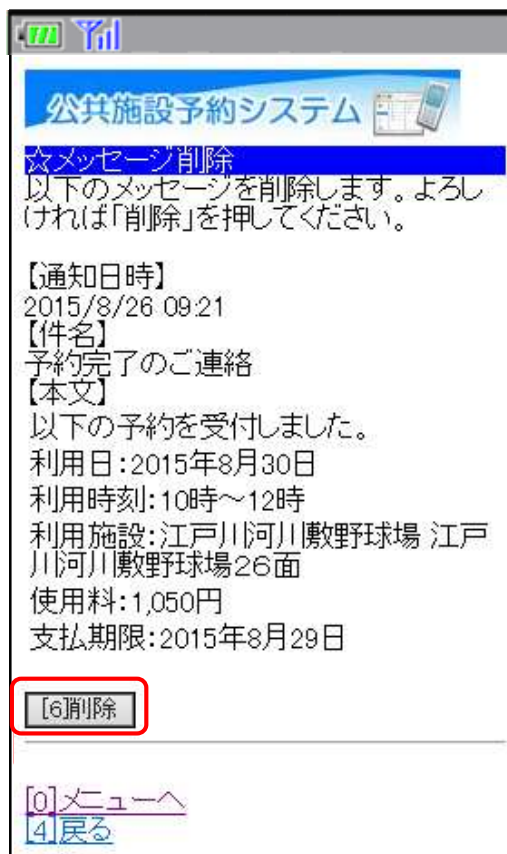 公共施設予約システム
☆メッセージ削除
以下のメッセージを削除します。よろし
ければ「削除」を押してください。
【通知日時】
2015/8/26 09:21
【件名】
予約完了のご連絡
【本文】
以下の予約を受付しました。
利用日:2015年8月30日
利用時刻:10時～12時
利用施設:江戸川河川敷野球場 江戸
川河川敷野球場26面
使用料:1,050円
支払期限:2015年8月29日
[6]削除
[0]メニューへ
[4]戻る